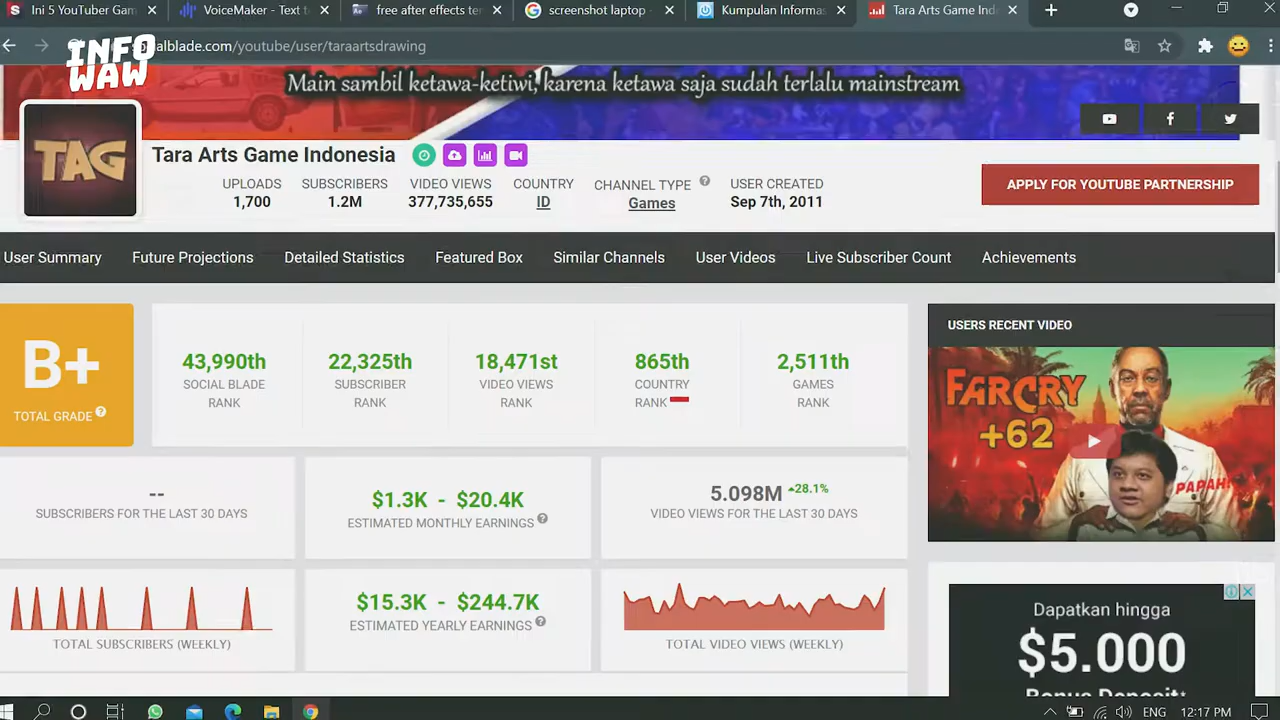 Ini 5 YouTuber Gam
VoiceMaker - Text t
free after effects te
screenshot laptop -
Kumpulan Informas
Tara Arts Game Ind
INFO
WAW
ialblade.com/youtube/user/taraartsdrawing
Main sambil ketawa-ketiwi, karena ketawa saja sudah terlalu mainstream
TAG
Tara Arts Game Indonesia
UPLOADS
1,700
SUBSCRIBERS
1.2M
VIDEO VIEWS
377,735,655
COUNTRY
ID
CHANNEL TYPE
Games
USER CREATED
Sep 7th, 2011
APPLY FOR YOUTUBE PARTNERSHIP
User Summary
Future Projections
Detailed Statistics
Featured Box
Similar Channels
User Videos
Live Subscriber Count
Achievements
B+
TOTAL GRADE
43,990th
SOCIAL BLADE
RANK
22,325th
SUBSCRIBER
RANK
18,471st
VIDEO VIEWS
RANK
865th
COUNTRY
RANK
2,511th
GAMES
RANK
USERS RECENT VIDEO
FARCRY
+62
PAPAH!
--
SUBSCRIBERS FOR THE LAST 30 DAYS
$1.3K - $20.4K
ESTIMATED MONTHLY EARNINGS
5.098M 28.1%
VIDEO VIEWS FOR THE LAST 30 DAYS
TOTAL SUBSCRIBERS (WEEKLY)
$15.3K - $244.7K
ESTIMATED YEARLY EARNINGS
TOTAL VIDEO VIEWS (WEEKLY)
Dapatkan hingga
$5.000
Bonus Deposit*
ENG
12:17 PM